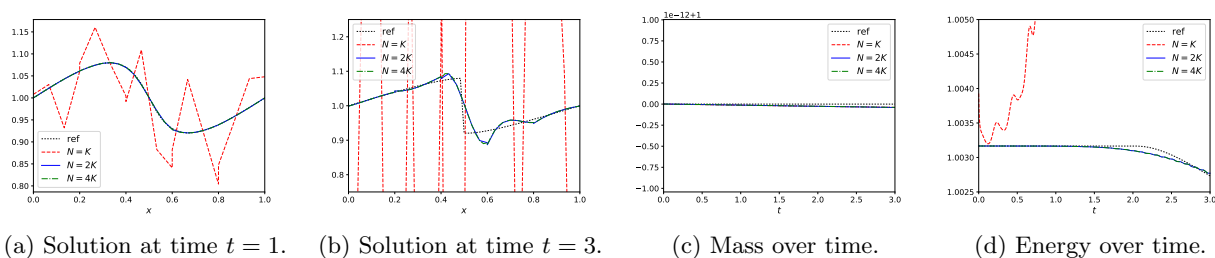 1.15
1.10
1.05
1.00
0.95
0.90
0.85
0.80
ref
N = K
N = 2K
N = 4K
0.0 0.2 0.4 0.6 0.8 1.0
x
(a) Solution at time t = 1.
1.2
1.1
1.0
0.9
0.8
ref
N = K
N = 2K
N = 4K
0.0 0.2 0.4 0.6 0.8 1.0
x
(b) Solution at time t = 3.
1e−12+1
1.00
0.75
0.50
0.25
0.00
−0.25
−0.50
−0.75
−1.00
ref
N = K
N = 2K
N = 4K
0.0 0.5 1.0 1.5 2.0 2.5 3.0
t
(c) Mass over time.
1.0050
1.0045
1.0040
1.0035
1.0030
1.0025
ref
N = K
N = 2K
N = 4K
0.0 0.5 1.0 1.5 2.0 2.5 3.0
t
(d) Energy over time.